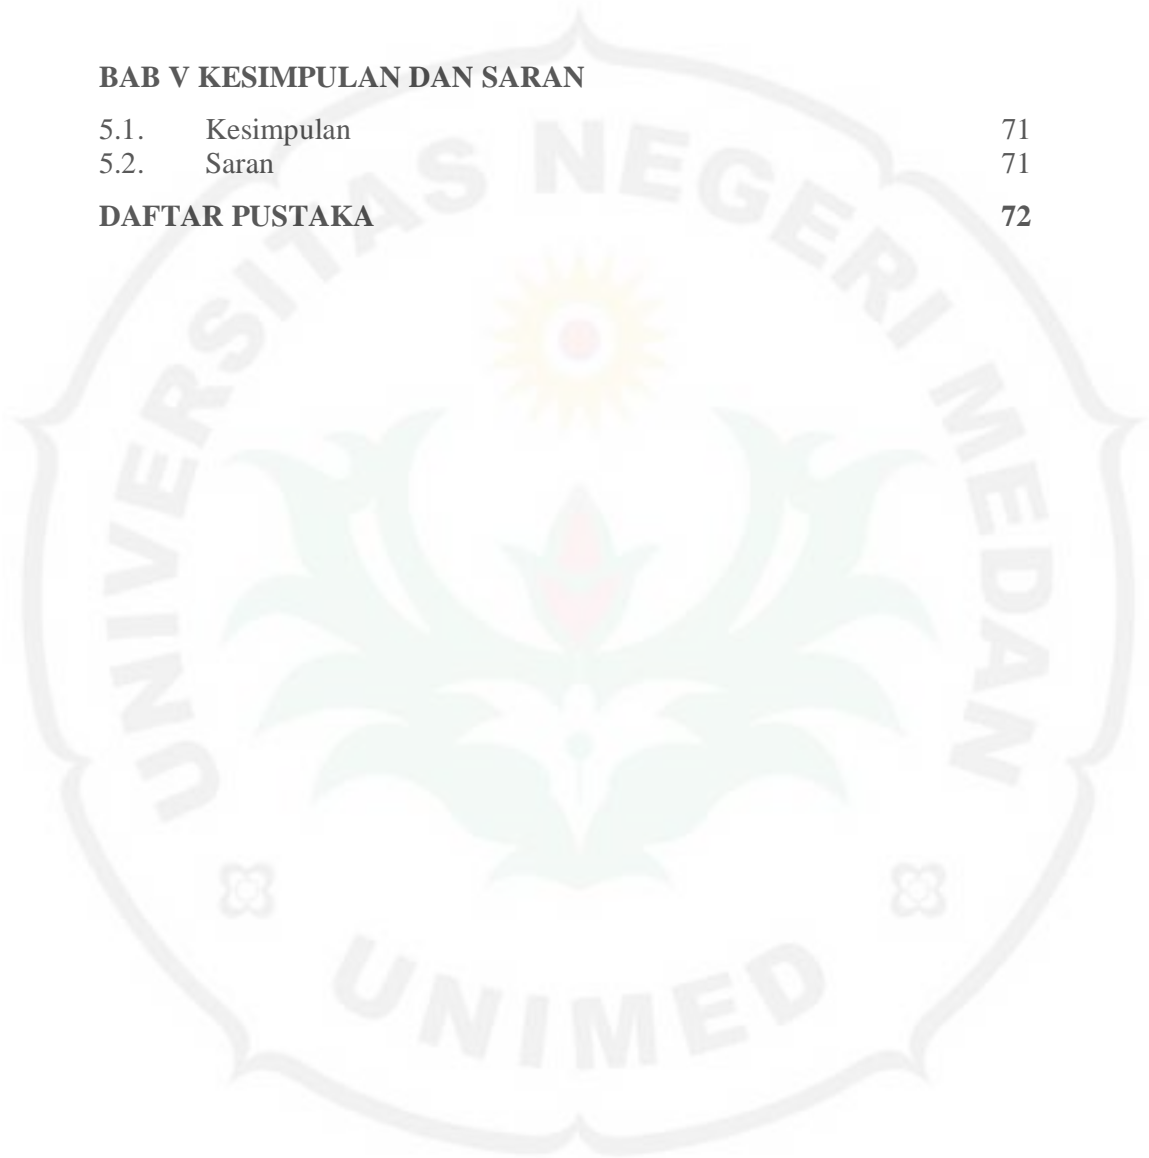 BAB V KESIMPULAN DAN SARAN
5.1. Kesimpulan 71
5.2. Saran 71
DAFTAR PUSTAKA 72
UNIVERSITAS NEGERI MEDAN
UNIMED